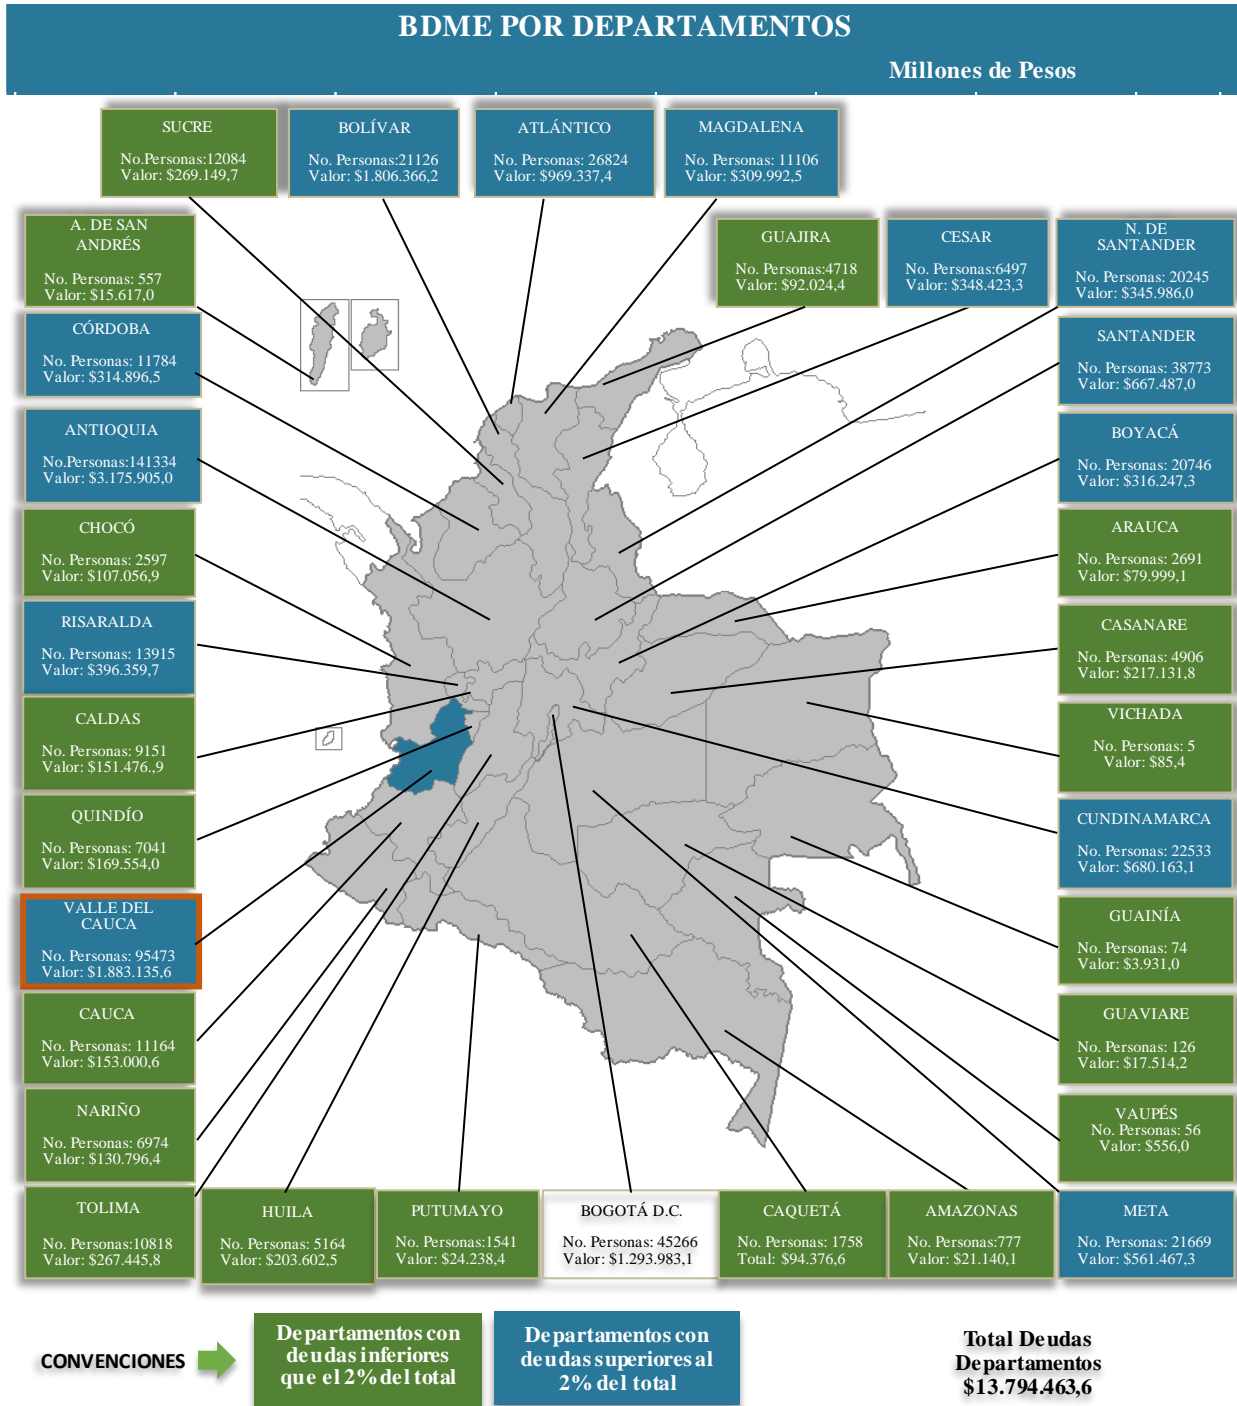 BDME POR DEPARTAMENTOS
Millones de Pesos
SUCRE
No.Personas:12084
Valor: $269.149,7
BOLÍVAR
No. Personas:21126
Valor: $1.806.366,2
ATLÁNTICO
No. Personas: 26824
Valor: $969.337,4
MAGDALENA
No. Personas: 11106
Valor: $309.992,5
A. DE SAN
ANDRÉS
No. Personas: 557
Valor: $15.617,0
GUAJIRA
No. Personas:4718
Valor: $92.024,4
CESAR
No. Personas:6497
Valor: $348.423,3
N. DE
SANTANDER
No. Personas: 20245
Valor: $345.986,0
CÓRDOBA
No. Personas: 11784
Valor: $314.896,5
SANTANDER
No. Personas: 38773
Valor: $667.487,0
ANTIOQUIA
No.Personas:141334
Valor: $3.175.905,0
BOYACÁ
No. Personas: 20746
Valor: $316.247,3
CHOCÓ
No. Personas: 2597
Valor: $107.056,9
ARAUCA
No. Personas: 2691
Valor: $79.999,1
RISARALDA
No. Personas: 13915
Valor: $396.359,7
CASANARE
No. Personas: 4906
Valor: $217.131,8
CALDAS
No. Personas: 9151
Valor: $151.476.,9
VICHADA
No. Personas: 5
Valor: $85,4
QUINDÍO
No. Personas: 7041
Valor: $169.554,0
CUNDINAMARCA
No. Personas: 22533
Valor: $680.163,1
VALLE DEL
CAUCA
No. Personas: 95473
Valor: $1.883.135,6
GUAINÍA
No. Personas: 74
Valor: $3.931,0
CAUCA
No. Personas: 11164
Valor: $153.000,6
GUAVIARE
No. Personas: 126
Valor: $17.514,2
NARIÑO
No. Personas: 6974
Valor: $130.796,4
VAUPÉS
No. Personas: 56
Valor: $556,0
TOLIMA
No. Personas:10818
Valor: $267.445,8
HUILA
No. Personas: 5164
Valor: $203.602,5
PUTUMAYO
No. Personas:1541
Valor: $24.238,4
BOGOTÁ D.C.
No. Personas: 45266
Valor: $1.293.983,1
CAQUETÁ
No. Personas: 1758
Total: $94.376,6
AMAZONAS
No. Personas:777
Valor: $21.140,1
META
No. Personas: 21669
Valor: $561.467,3
CONVENCIONES
Departamentos con
deudas inferiores
que el 2% del total
Departamentos con
deudas superiores al
2% del total
Total Deudas
Departamentos
$13.794.463,6